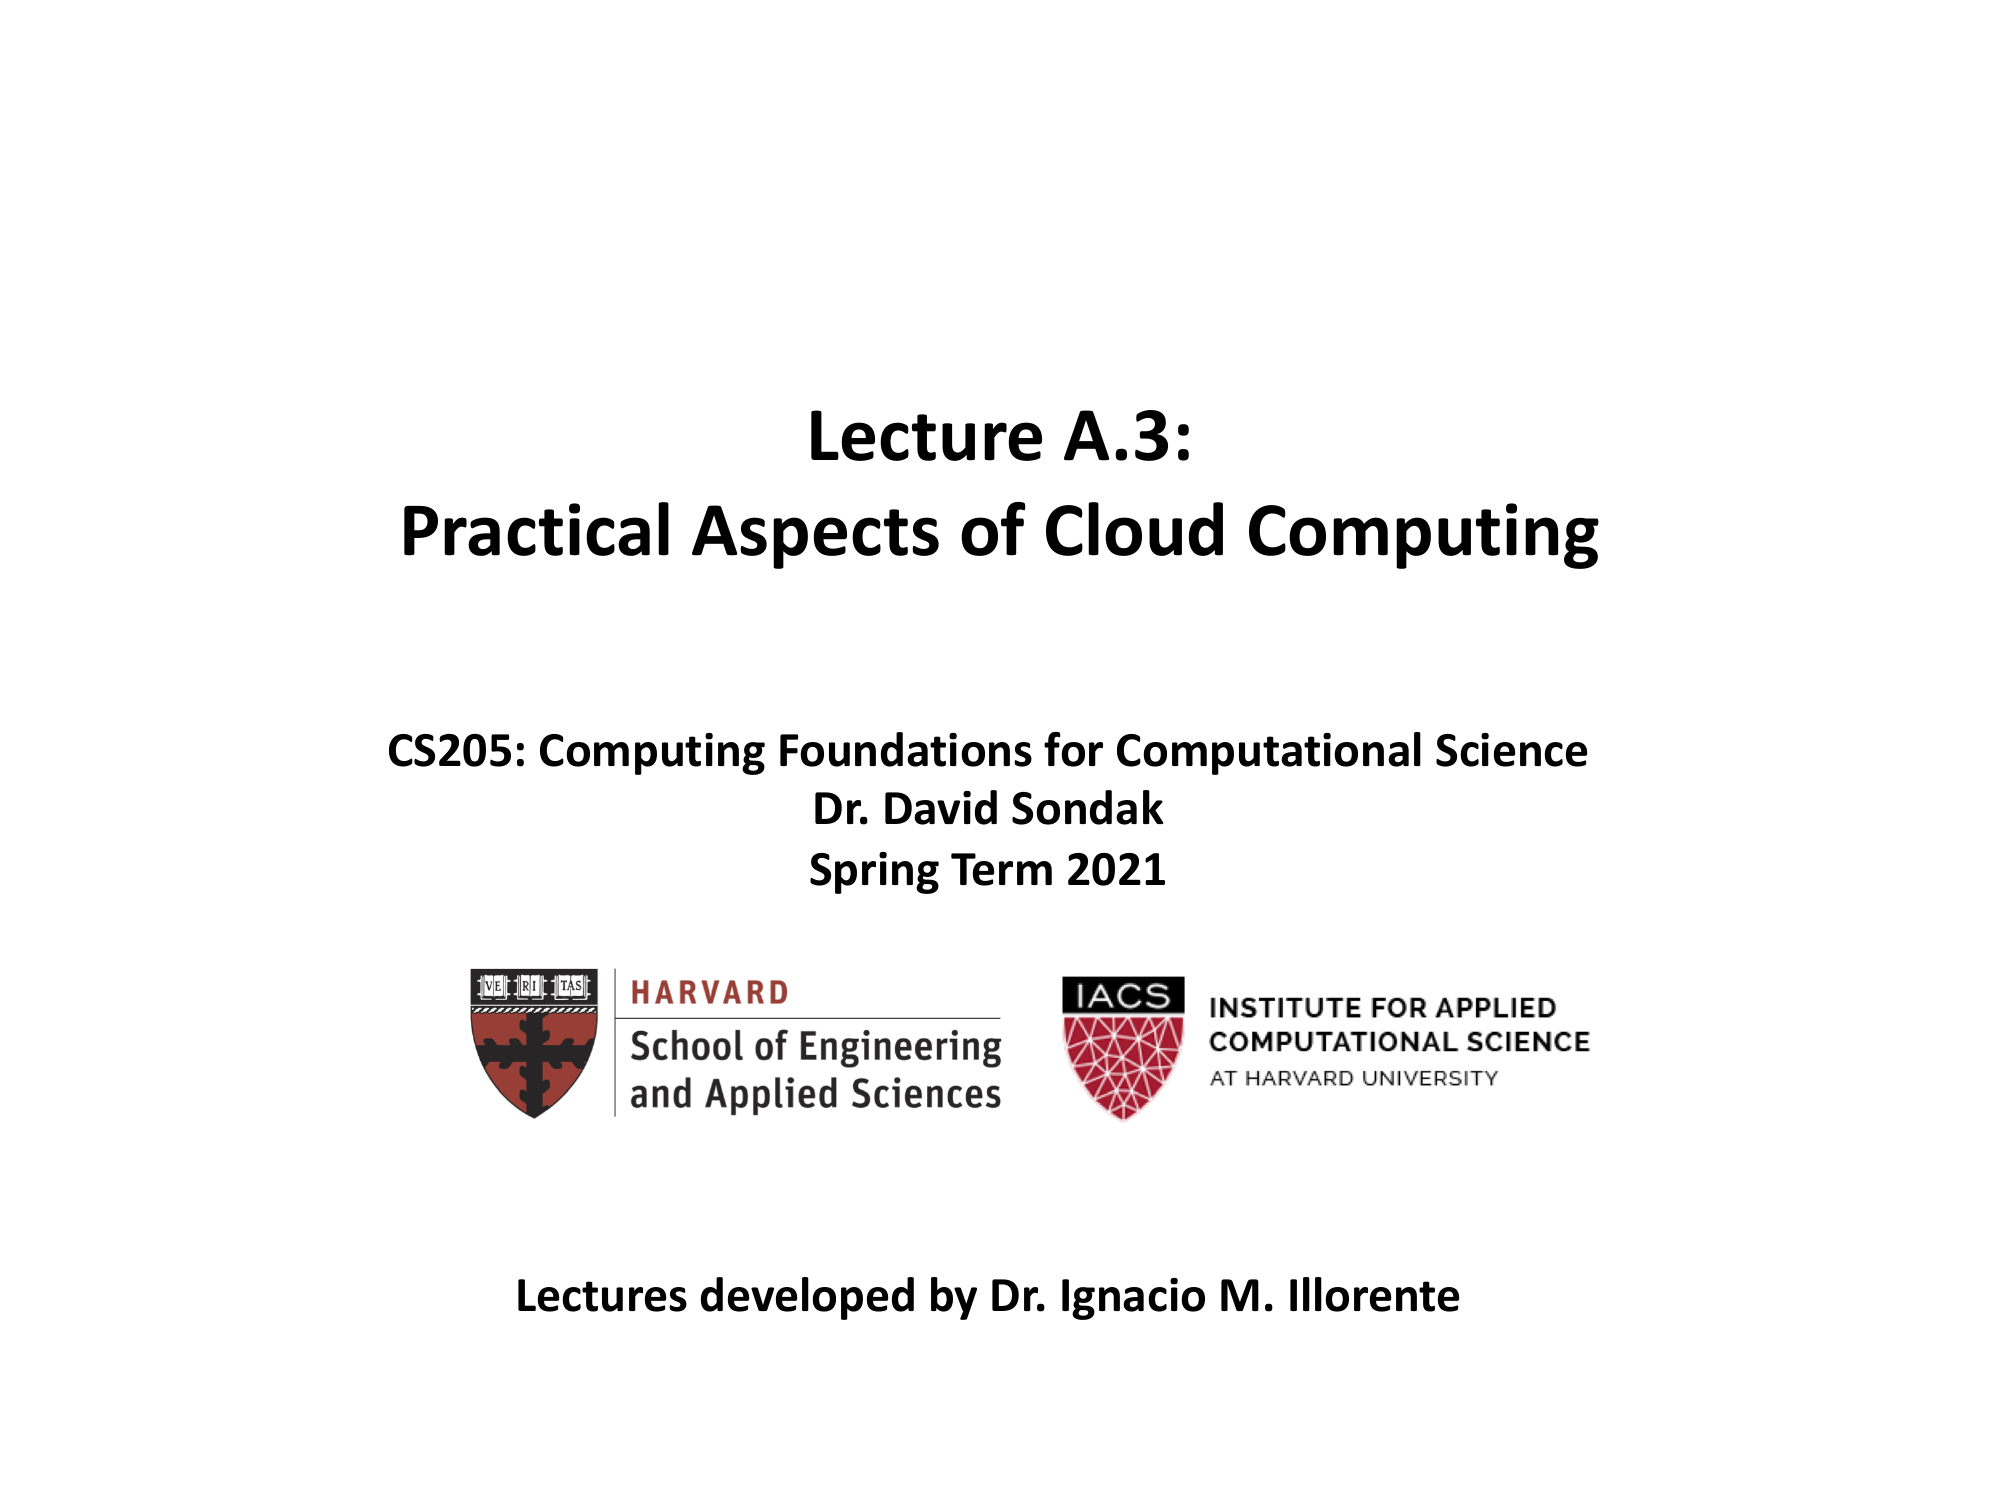 Lecture A.3:
Practical Aspects of Cloud Computing
CS205: Computing Foundations for Computational Science
Dr. David Sondak
Spring Term 2021
VE RI TAS
HARVARD
School of Engineering
and Applied Sciences
IACS
INSTITUTE FOR APPLIED
COMPUTATIONAL SCIENCE
AT HARVARD UNIVERSITY
Lectures developed by Dr. Ignacio M. Illorente